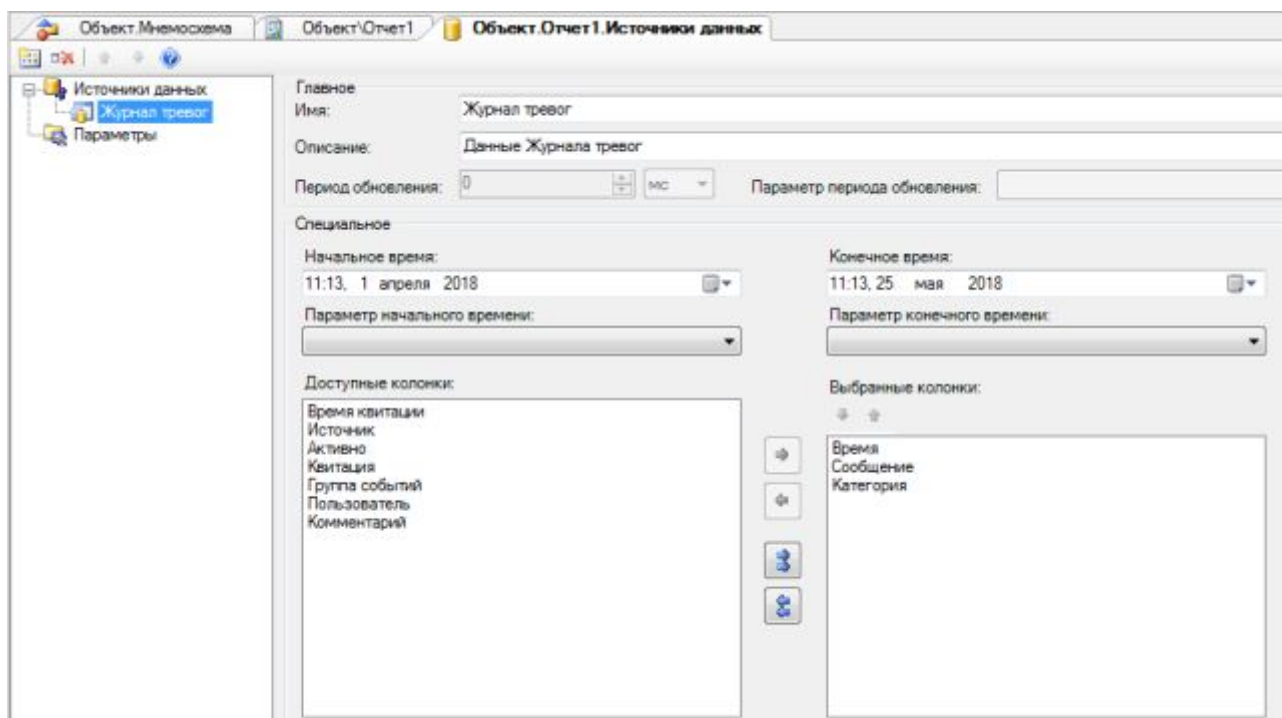 Объект.Мнемосхема Объект\Отчет1 Объект.Отчет1.Источники данных
Источники данных
Журнал тревог
Параметры
Главное
Имя: Журнал тревог
Описание: Данные Журнала тревог
Период обновления: 0 мс Параметр периода обновления:
Специальное
Начальное время: Конечное время:
11:13, 1 апреля 2018 11:13, 25 мая 2018
Параметр начального времени: Параметр конечного времени:
Доступные колонки: Выбранные колонки:
Время квитации
Источник
Активно
Квитация
Группа событий
Пользователь
Комментарий
Время
Сообщение
Категория